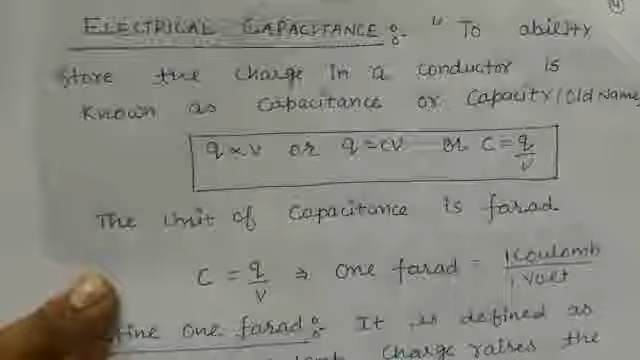 ELECTRICAL CAPACITANCE :- " To ability
store the charge in a conductor is
known as capacitance or capacity/old Name
q ∝ v or q = cv or C = q/v
The Unit of Capacitance is farad
C = q/v ⇒ One farad = 1 Coulomb / 1 volt
fine one farad :- It is defined as
charge raises the